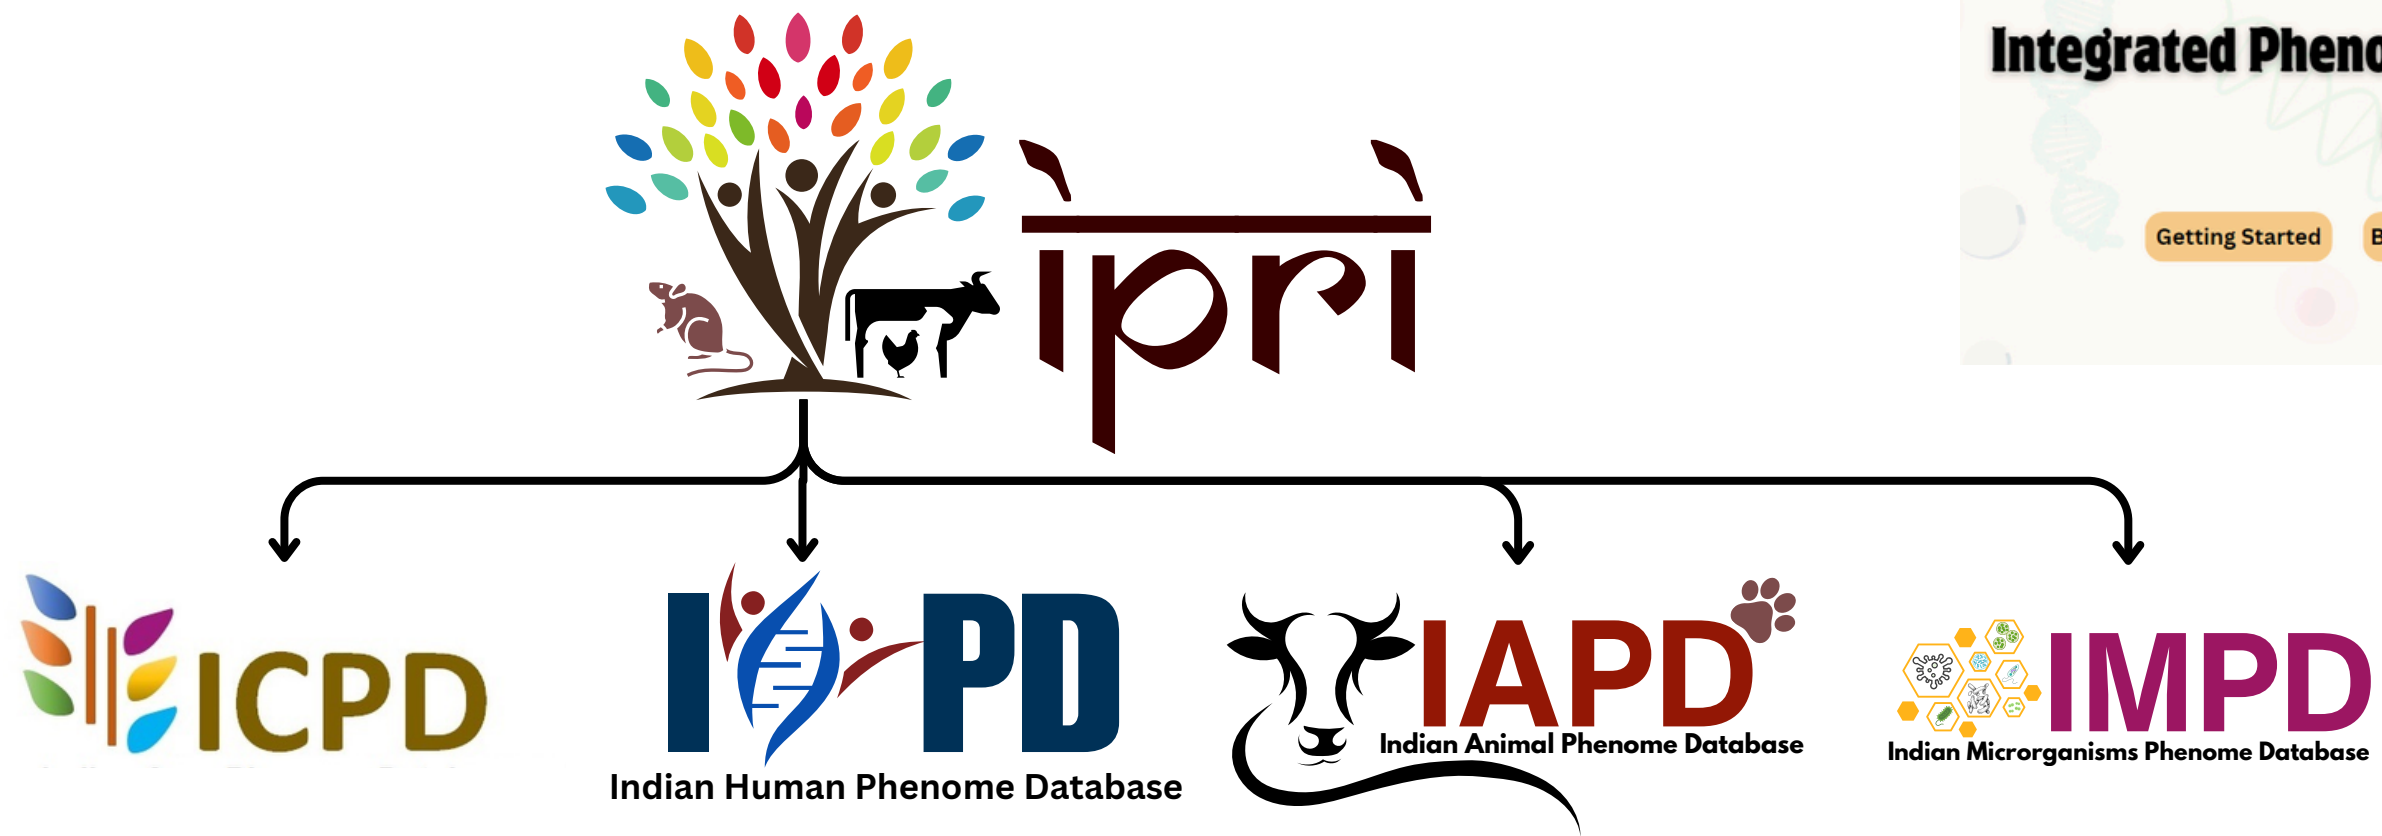 Integrated Pheno
ipri
Getting Started
B
ICPD
I PD
Indian Human Phenome Database
IAPD
Indian Animal Phenome Database
IMPD
Indian Microrganisms Phenome Database